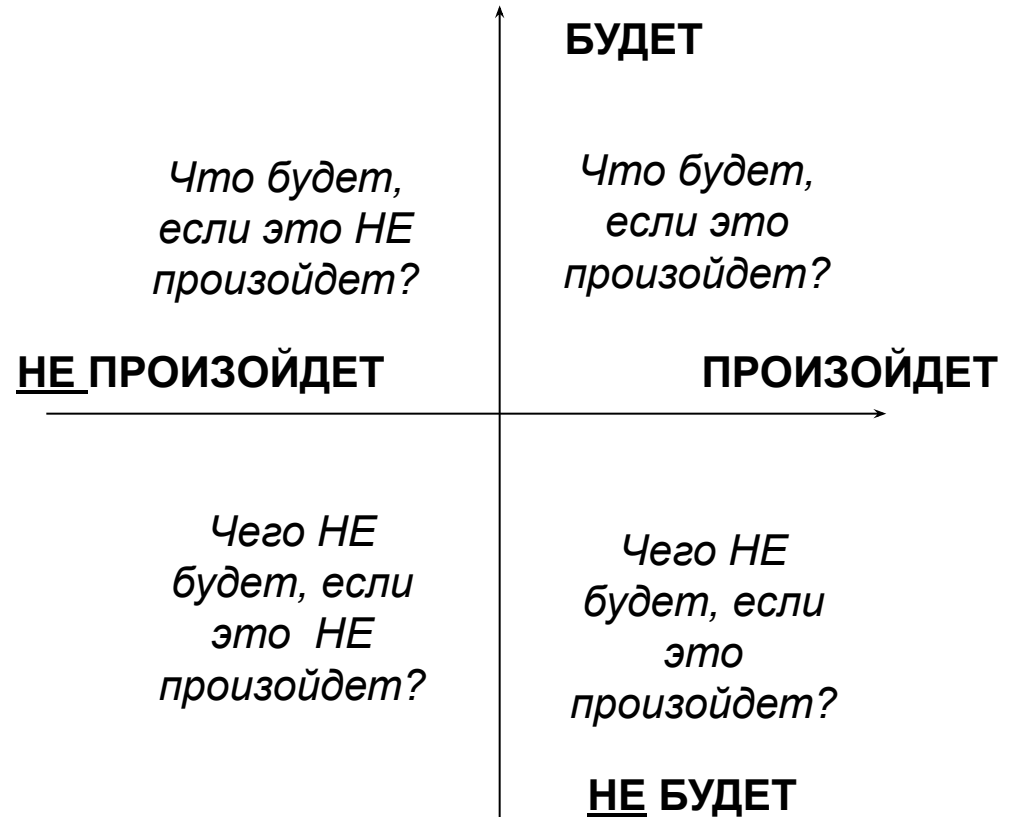 БУДЕТ
Что будет,
если это НЕ
произойдет?
Что будет,
если это
произойдет?
НЕ ПРОИЗОЙДЕТ
ПРОИЗОЙДЕТ
Чего НЕ
будет, если
это НЕ
произойдет?
Чего НЕ
будет, если
это
произойдет?
НЕ БУДЕТ